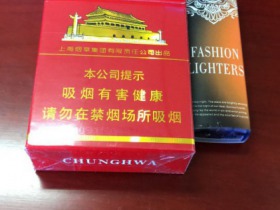 上海烟草集团有限责任公司出品
本公司提示
吸烟有害健康
请勿在禁烟场所吸烟
CHUNGHWA
FASHION
LIGHTERS